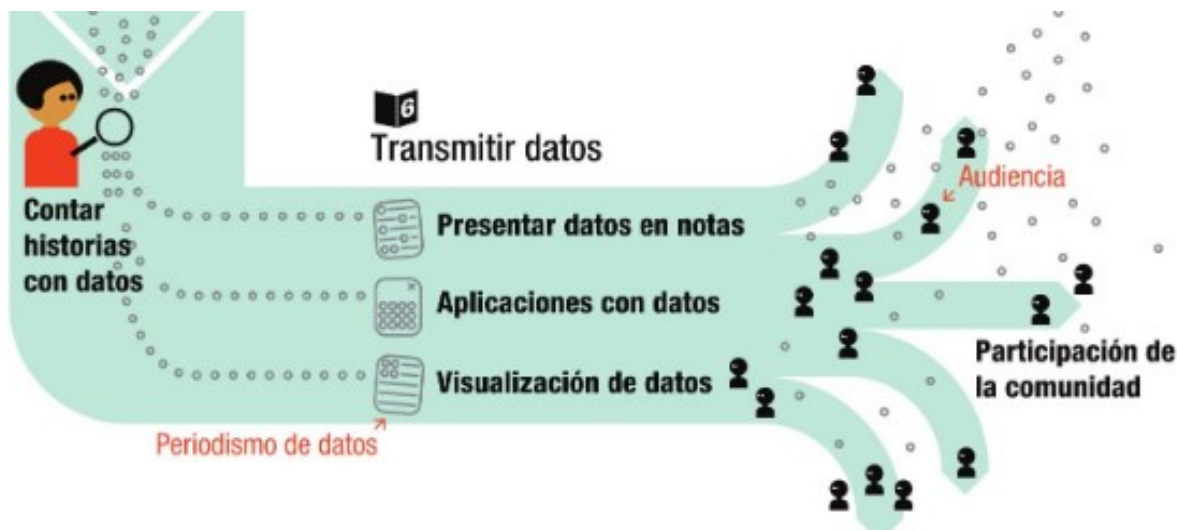 6
Transmitir datos
Contar
historias
con datos
Presentar datos en notas
Aplicaciones con datos
Visualización de datos
Periodismo de datos
Audiencia
Participación de
la comunidad